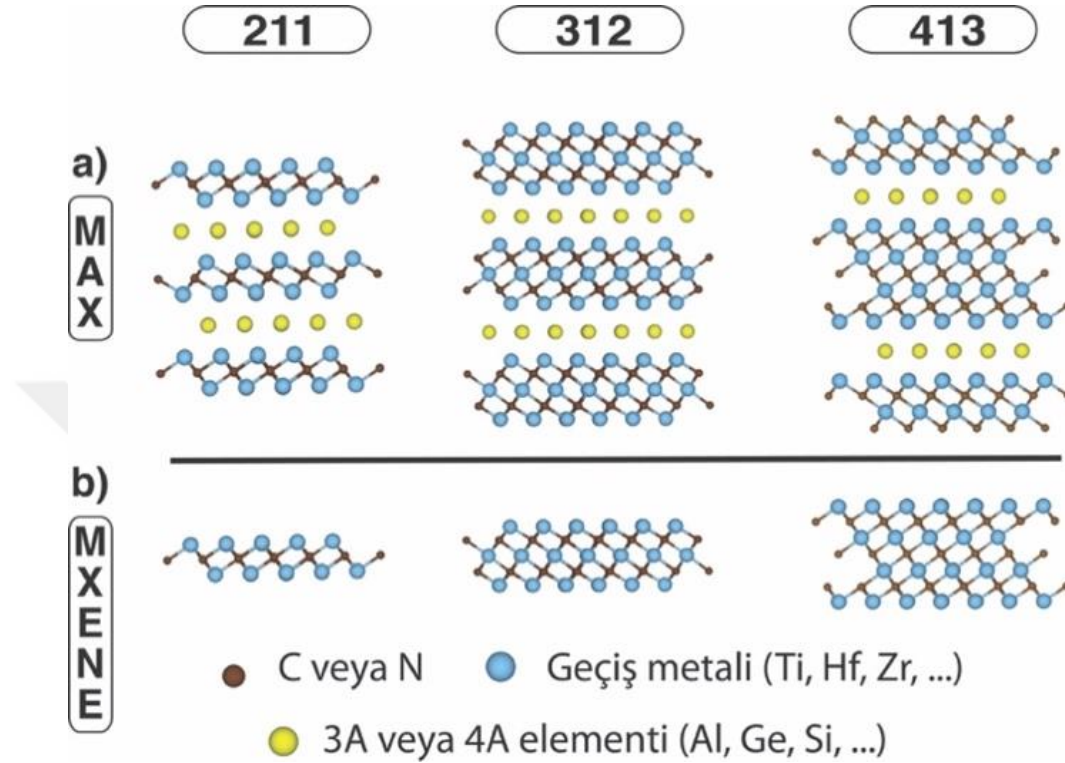 211 312 413
a)
MAX
b)
MXENE
C veya N Geçiş metali (Ti, Hf, Zr, ...)
3A veya 4A elementi (Al, Ge, Si, ...)